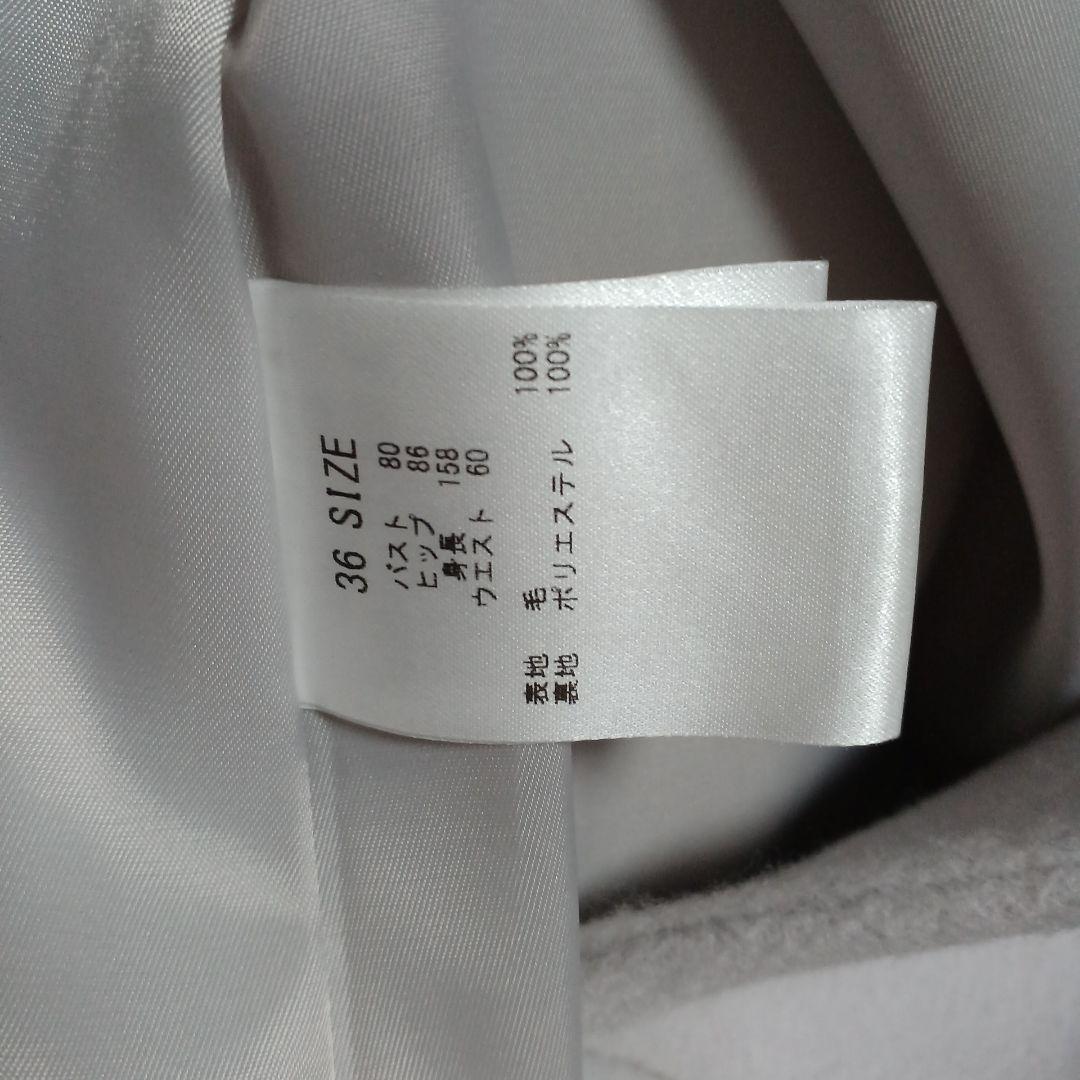 36 SIZE
バスト 80
ヒップ 86
身長 158
ウエスト 60
表地 毛 100%
裏地 ポリエステル 100%